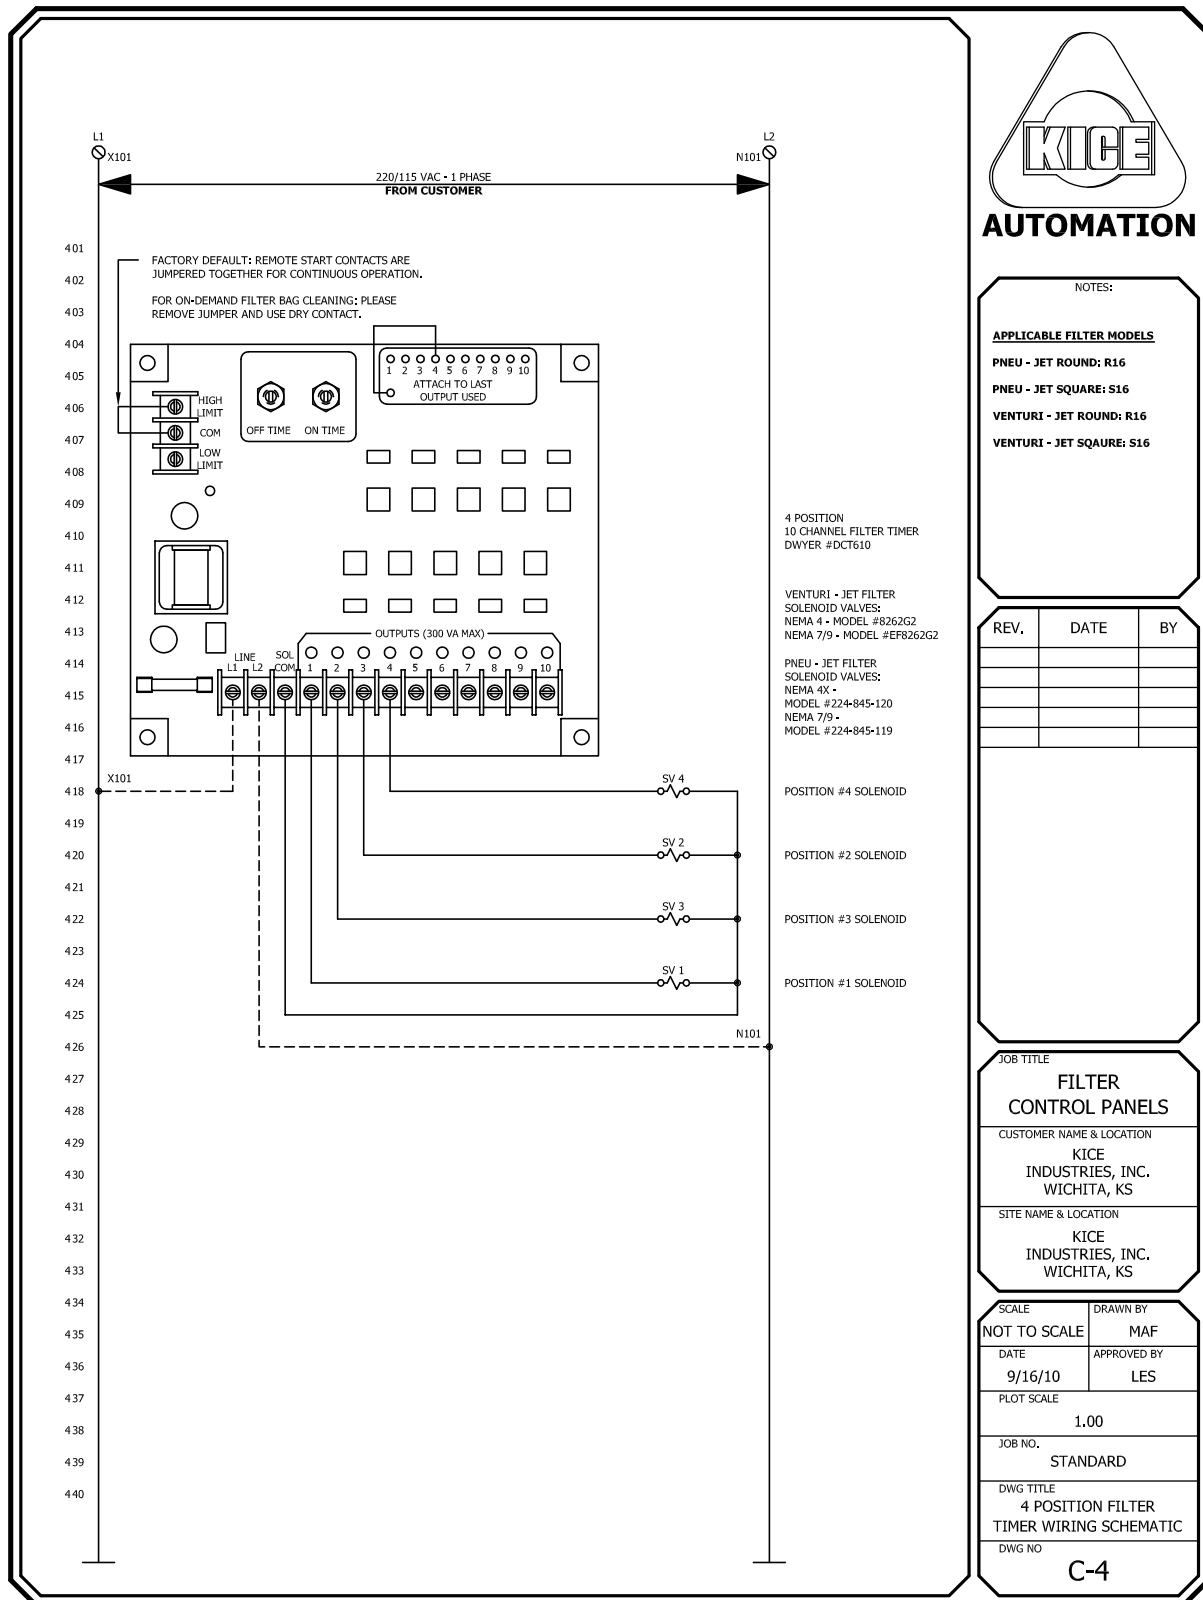 L1
X101
L2
N101
220/115 VAC - 1 PHASE
FROM CUSTOMER
401
402
403
404
405
406
407
408
409
410
411
412
413
414
415
416
417
418
419
420
421
422
423
424
425
426
427
428
429
430
431
432
433
434
435
436
437
438
439
440
FACTORY DEFAULT: REMOTE START CONTACTS ARE
JUMPERED TOGETHER FOR CONTINUOUS OPERATION.
FOR ON-DEMAND FILTER BAG CLEANING: PLEASE
REMOVE JUMPER AND USE DRY CONTACT.
HIGH
LIMIT
COM
LOW
LIMIT
OFF TIME ON TIME
1 2 3 4 5 6 7 8 9 10
ATTACH TO LAST
OUTPUT USED
OUTPUTS (300 VA MAX)
LINE
L1 L2
SOL
COM
1 2 3 4 5 6 7 8 9 10
X101
SV 4
SV 2
SV 3
SV 1
N101
4 POSITION
10 CHANNEL FILTER TIMER
DWYER #DCT610
VENTURI - JET FILTER
SOLENOID VALVES:
NEMA 4 - MODEL #8262G2
NEMA 7/9 - MODEL #EF8262G2
PNEU - JET FILTER
SOLENOID VALVES:
NEMA 4X -
MODEL #224-845-120
NEMA 7/9 -
MODEL #224-845-119
POSITION #4 SOLENOID
POSITION #2 SOLENOID
POSITION #3 SOLENOID
POSITION #1 SOLENOID
KICE
AUTOMATION
NOTES:
APPLICABLE FILTER MODELS
PNEU - JET ROUND: R16
PNEU - JET SQUARE: S16
VENTURI - JET ROUND: R16
VENTURI - JET SQAURE: S16
REV. DATE BY
JOB TITLE
FILTER
CONTROL PANELS
CUSTOMER NAME & LOCATION
KICE
INDUSTRIES, INC.
WICHITA, KS
SITE NAME & LOCATION
KICE
INDUSTRIES, INC.
WICHITA, KS
SCALE
NOT TO SCALE
DRAWN BY
MAF
DATE
9/16/10
APPROVED BY
LES
PLOT SCALE
1.00
JOB NO.
STANDARD
DWG TITLE
4 POSITION FILTER
TIMER WIRING SCHEMATIC
DWG NO
C-4